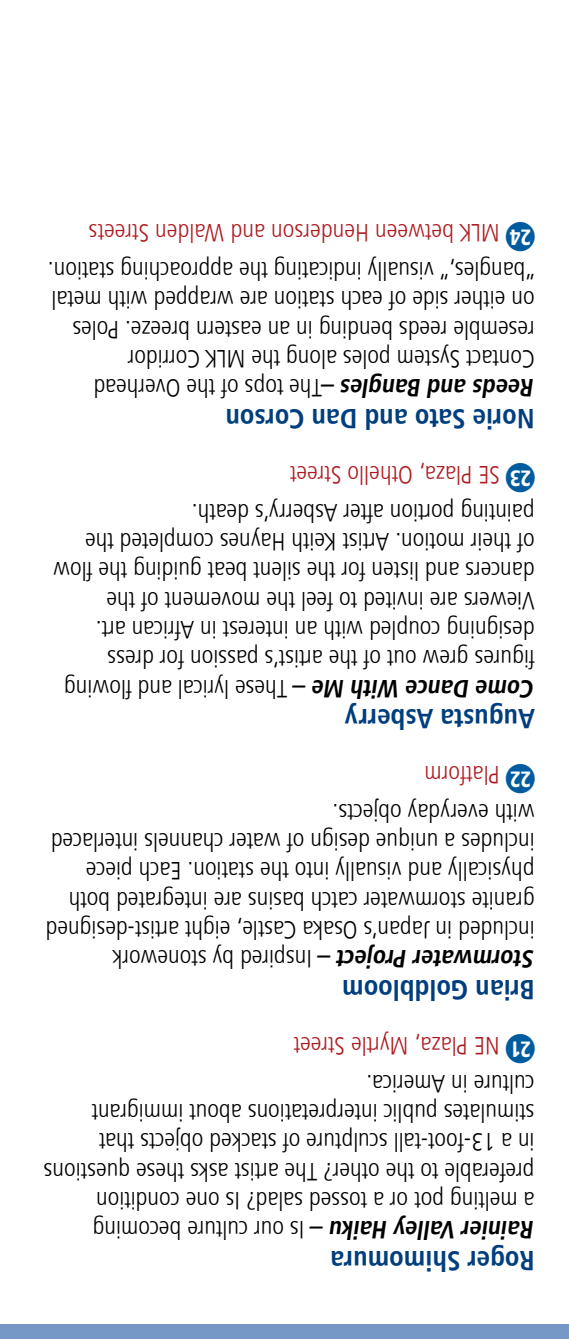 Roger Shimomura
Rainier Valley Haiku – Is our culture becoming
a melting pot or a tossed salad? Is one condition
preferable to the other? The artist asks these questions
in a 13-foot-tall sculpture of stacked objects that
stimulates public interpretations about immigrant
culture in America.
21 NE Plaza, Myrtle Street
Brian Goldbloom
Stormwater Project – Inspired by stonework
included in Japan's Osaka Castle, eight artist-designed
granite stormwater catch basins are integrated both
physically and visually into the station. Each piece
includes a unique design of water channels interlaced
with everyday objects.
22 Platform
Augusta Asberry
Come Dance With Me – These lyrical and flowing
figures grew out of the artist's passion for dress
designing coupled with an interest in African art.
Viewers are invited to feel the movement of the
dancers and listen for the silent beat guiding the flow
of their motion. Artist Keith Haynes completed the
painting portion after Asberry's death.
23 SE Plaza, Othello Street
Norie Sato and Dan Corson
Reeds and Bangles –The tops of the Overhead
Contact System poles along the MLK Corridor
resemble reeds bending in an eastern breeze. Poles
on either side of each station are wrapped with metal
"bangles," visually indicating the approaching station.
24 MLK between Henderson and Walden Streets